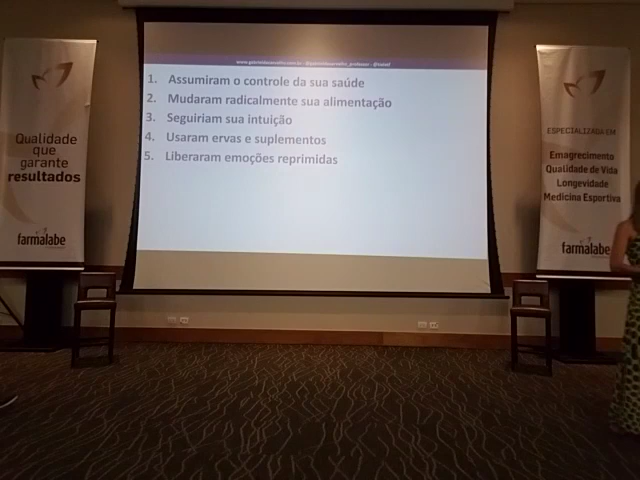 Qualidade
que
garante
resultados
farmalabe
1. Assumiram o controle da sua saúde
2. Mudaram radicalmente sua alimentação
3. Seguiriam sua intuição
4. Usaram ervas e suplementos
5. Liberaram emoções reprimidas
ESPECIALIZADA EM
Emagrecimento
Qualidade de Vida
Longevidade
Medicina Esportiva
farmalabe